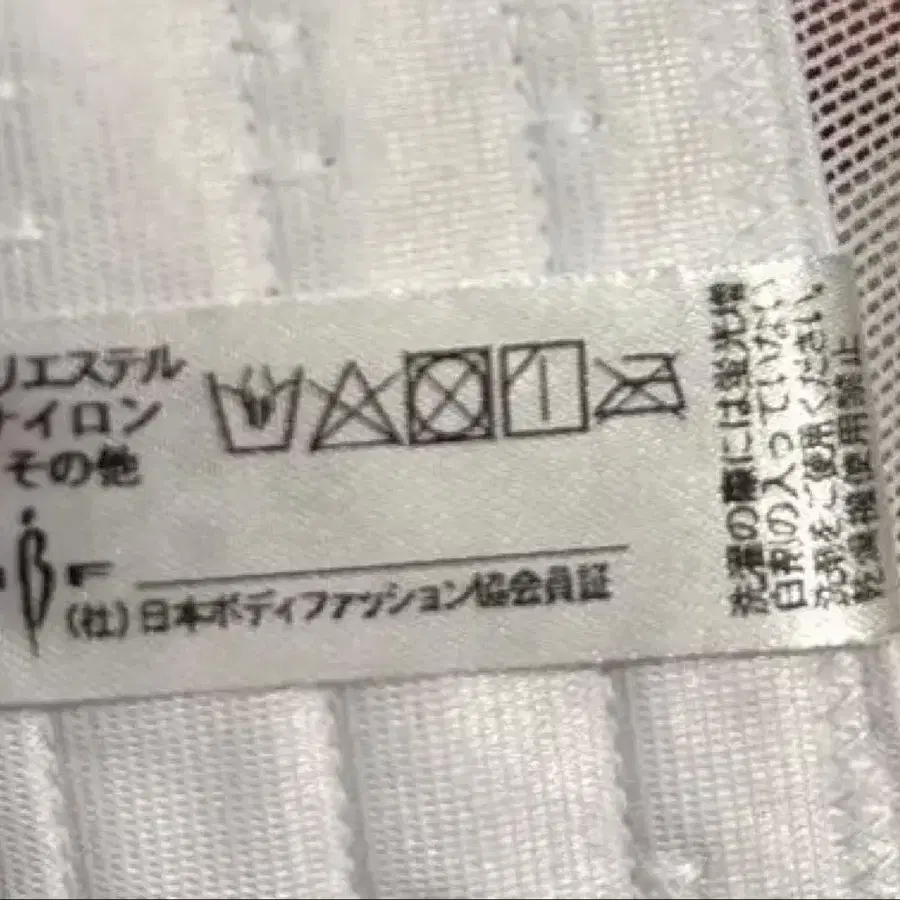 リエステル
ナイロン
その他
BF
(社)日本ボディファッション協会員証
洗濯の際には蛍光増
白剤の入っていない
洗剤をご使用ください。
乾燥機使用禁止